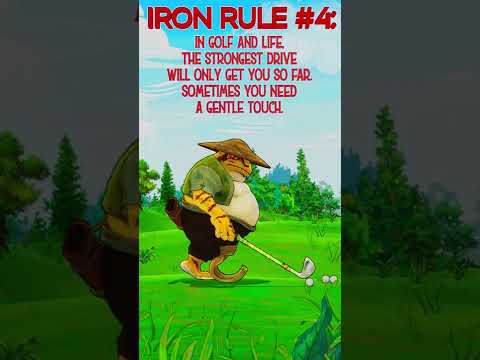 IRON RULE #4:
IN GOLF AND LIFE,
THE STRONGEST DRIVE
WILL ONLY GET YOU SO FAR.
SOMETIMES YOU NEED
A GENTLE TOUCH.